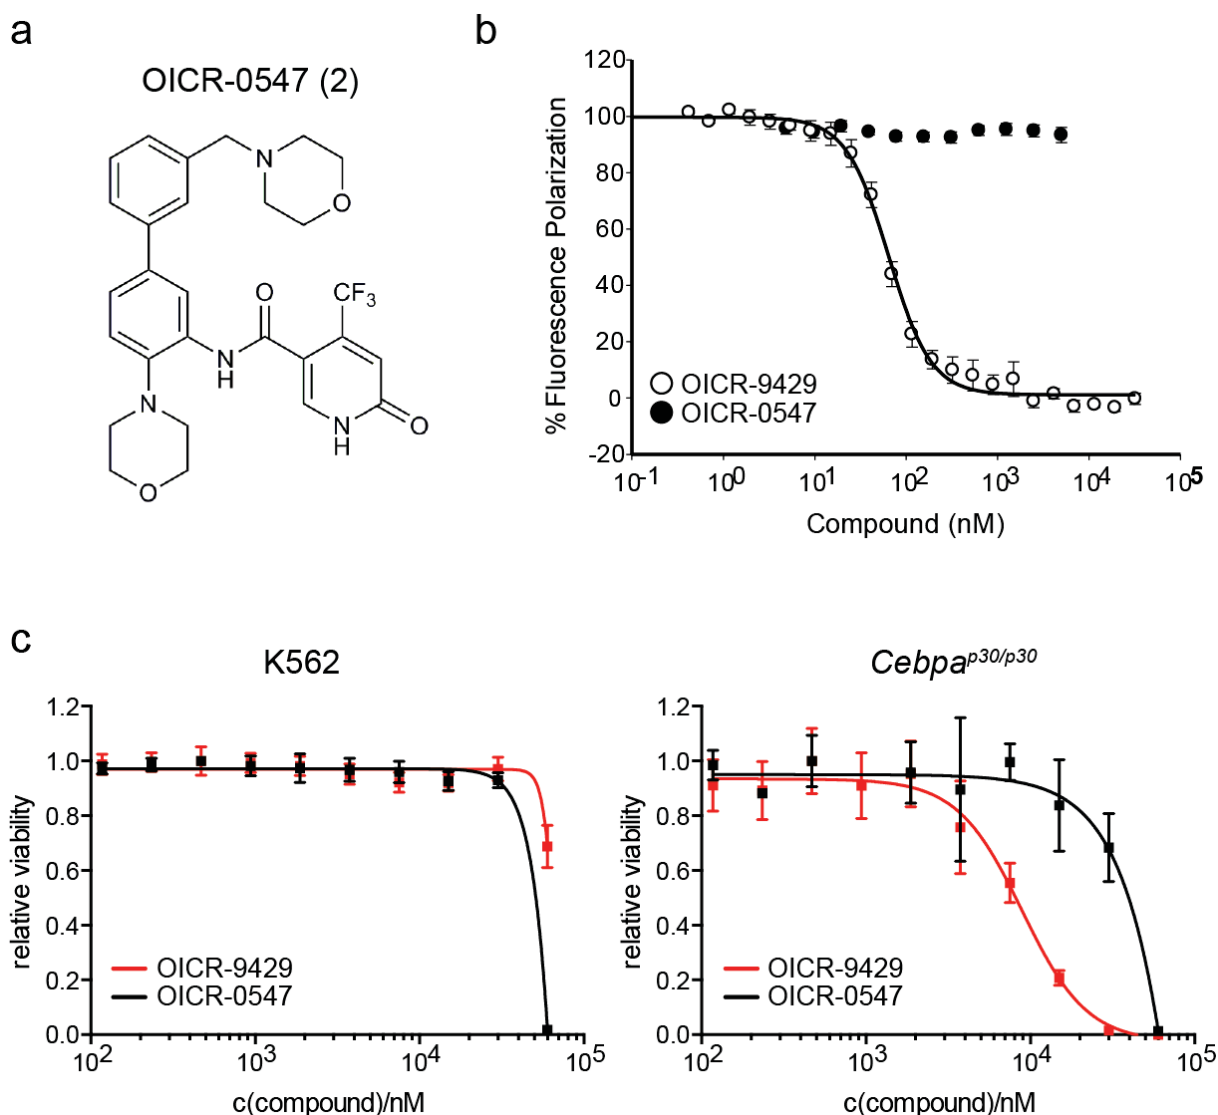 a
OICR-0547 (2)
N
O
O
CF3
N
H
N
O
N
H
O
b
% Fluorescence Polarization
120
100
80
60
40
20
0
-20
10-1
100
101
102
103
104
105
OICR-9429
OICR-0547
Compound (nM)
c
K562
relative viability
1.2
1.0
0.8
0.6
0.4
0.2
0.0
102
103
104
105
OICR-9429
OICR-0547
c(compound)/nM
Cebpap30/p30
relative viability
1.2
1.0
0.8
0.6
0.4
0.2
0.0
102
103
104
105
OICR-9429
OICR-0547
c(compound)/nM